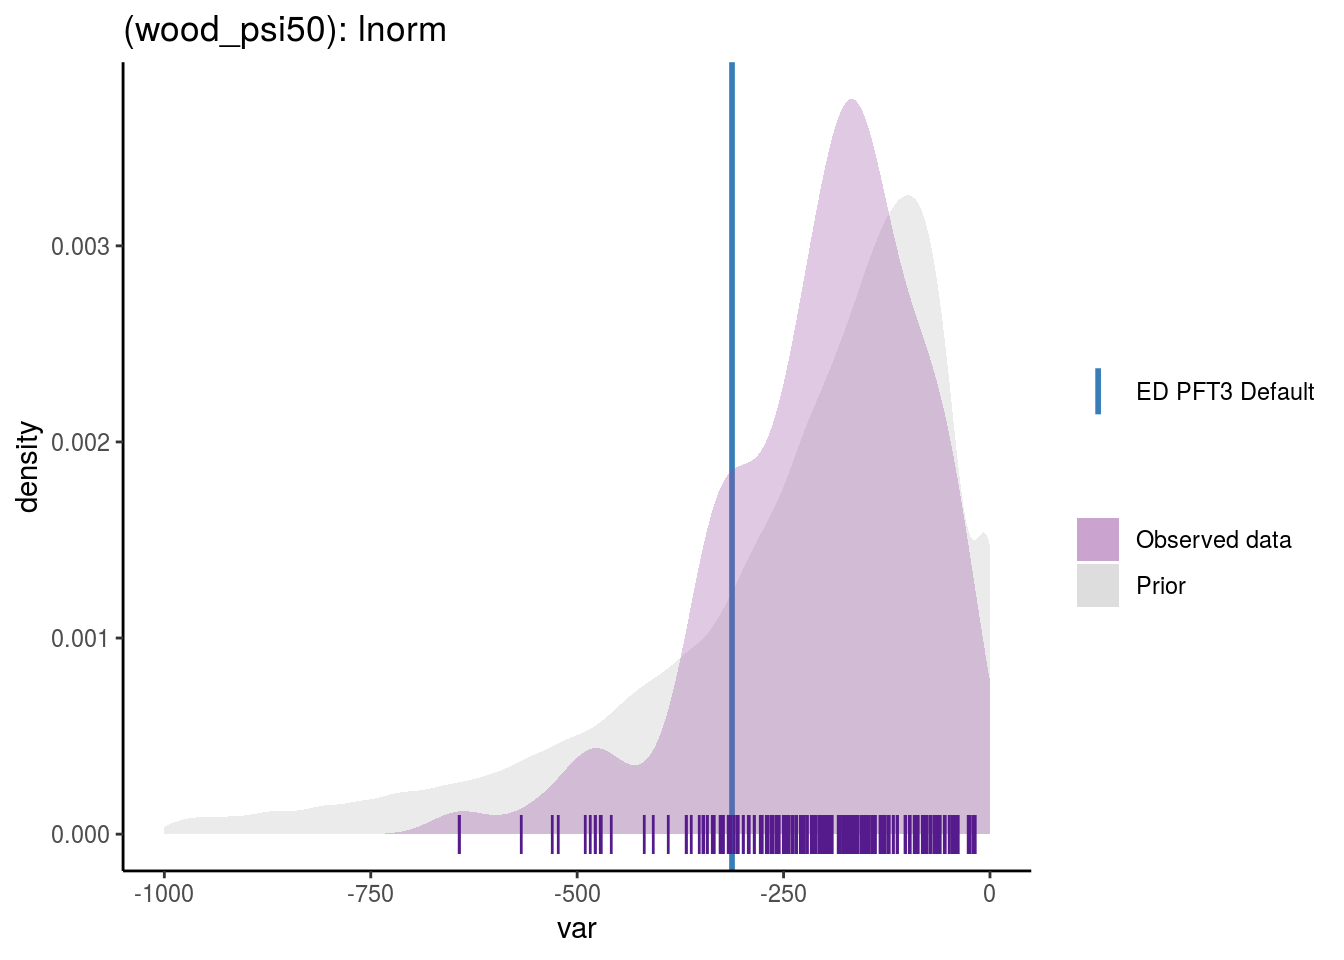 (wood_psi50): lnorm
density
0.003
0.002
0.001
0.000
-1000
-750
-500
-250
0
var
ED PFT3 Default
Observed data
Prior